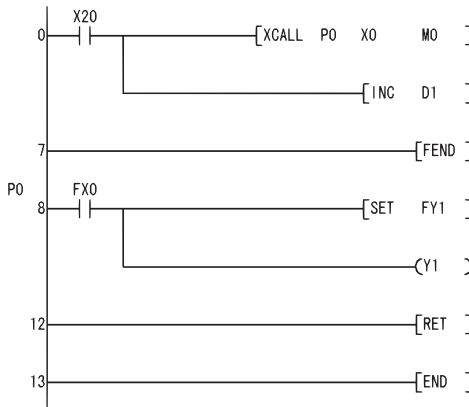 X20
0 [XCALL P0 X0 M0 ]
[INC D1 ]
7 [FEND ]
P0 FX0
8 [SET FY1 ]
(Y1 )
12 [RET ]
13 [END ]